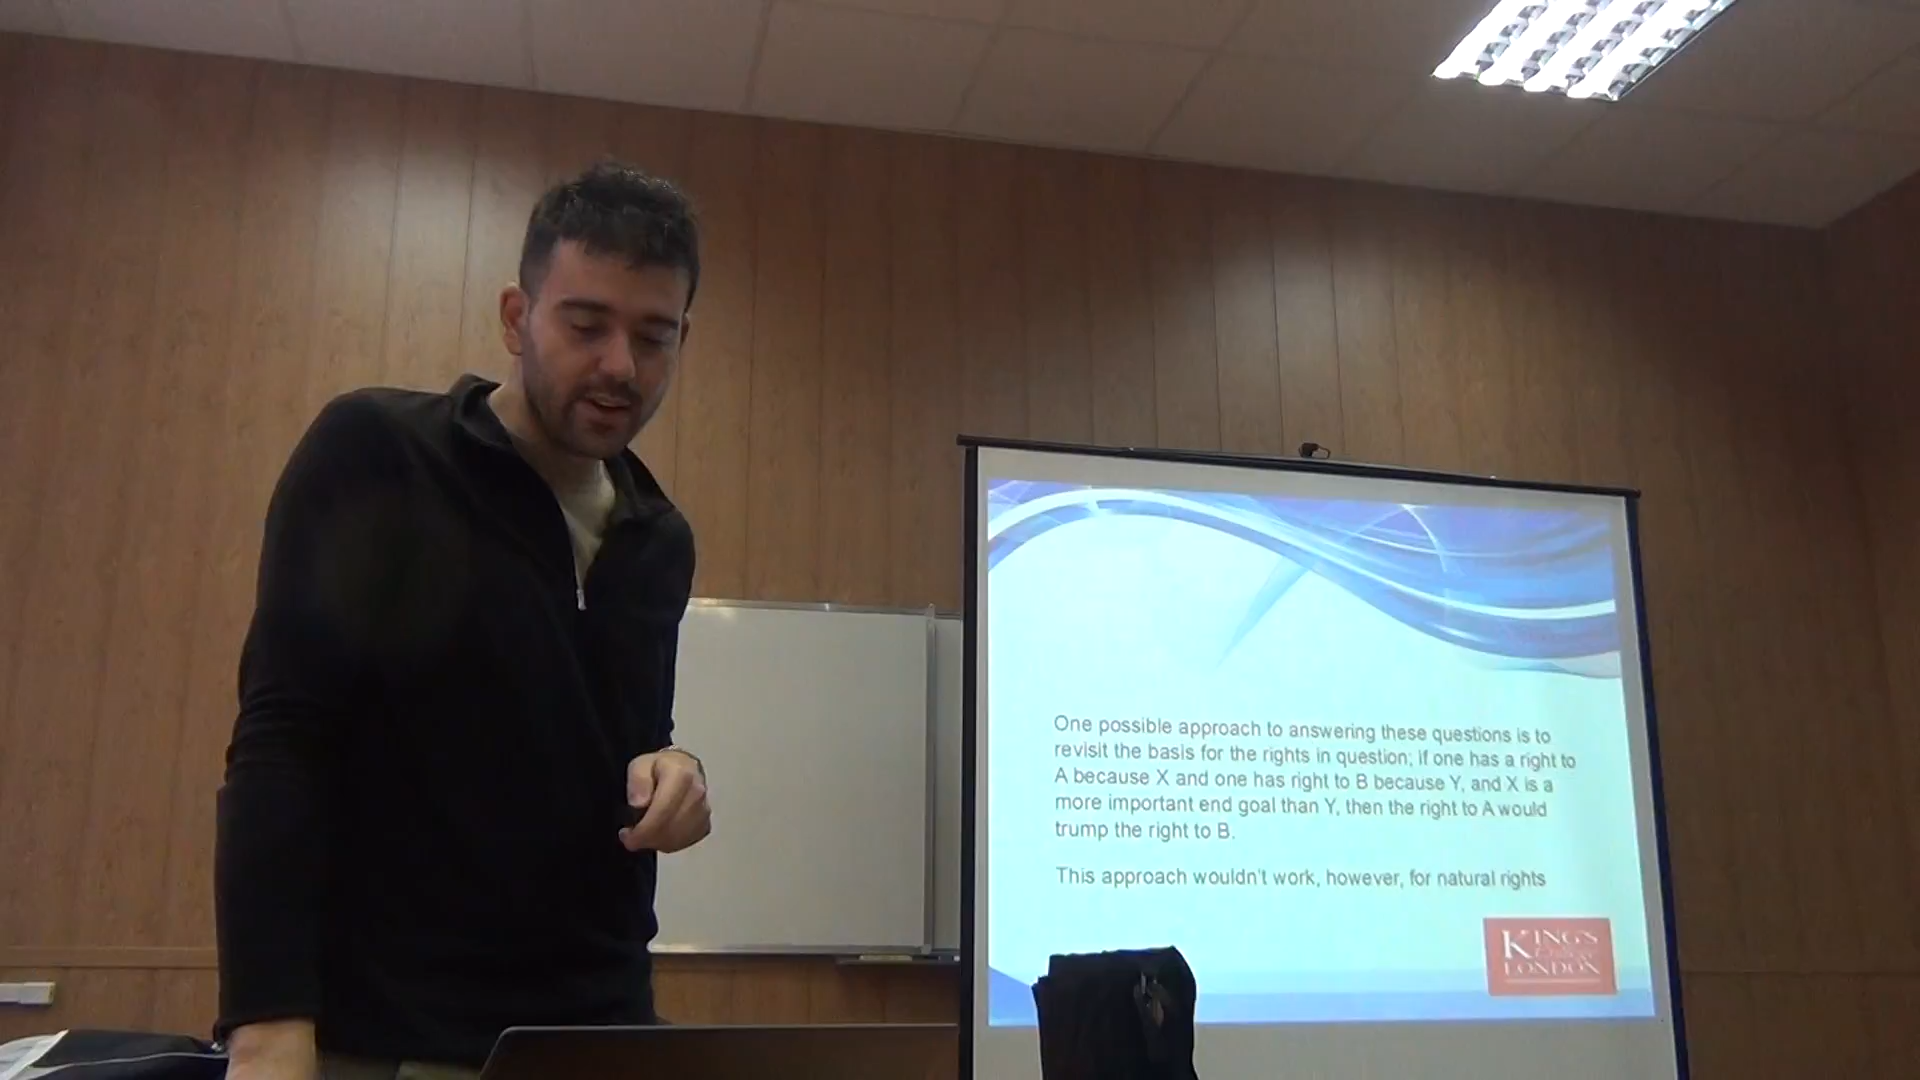 One possible approach to answering these questions is to
revisit the basis for the rights in question; if one has a right to
A because X and one has right to B because Y, and X is a
more important end goal than Y, then the right to A would
trump the right to B.
This approach wouldn't work, however, for natural rights
KING'S
College
LONDON